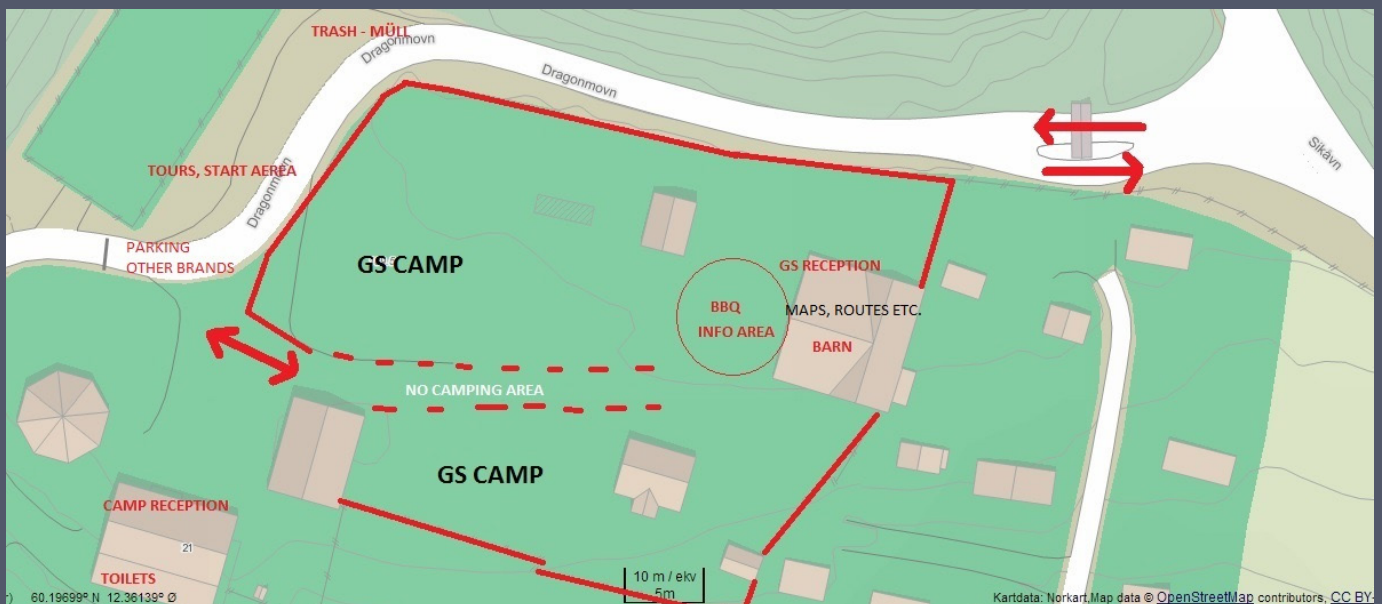 TRASH - MÜLL
Dragonmovn
Dragonmovn
Sikåvn
TOURS, START AEREA
Dragonmovn
PARKING
OTHER BRANDS
GS CAMP
GS RECEPTION
BBQ
INFO AREA
MAPS, ROUTES ETC.
BARN
NO CAMPING AREA
GS CAMP
CAMP RECEPTION
21
TOILETS
10 m / ekv
5m
60.19699º N 12.36139º Ø
Kartdata: Norkart,Map data © OpenStreetMap contributors, CC BY-